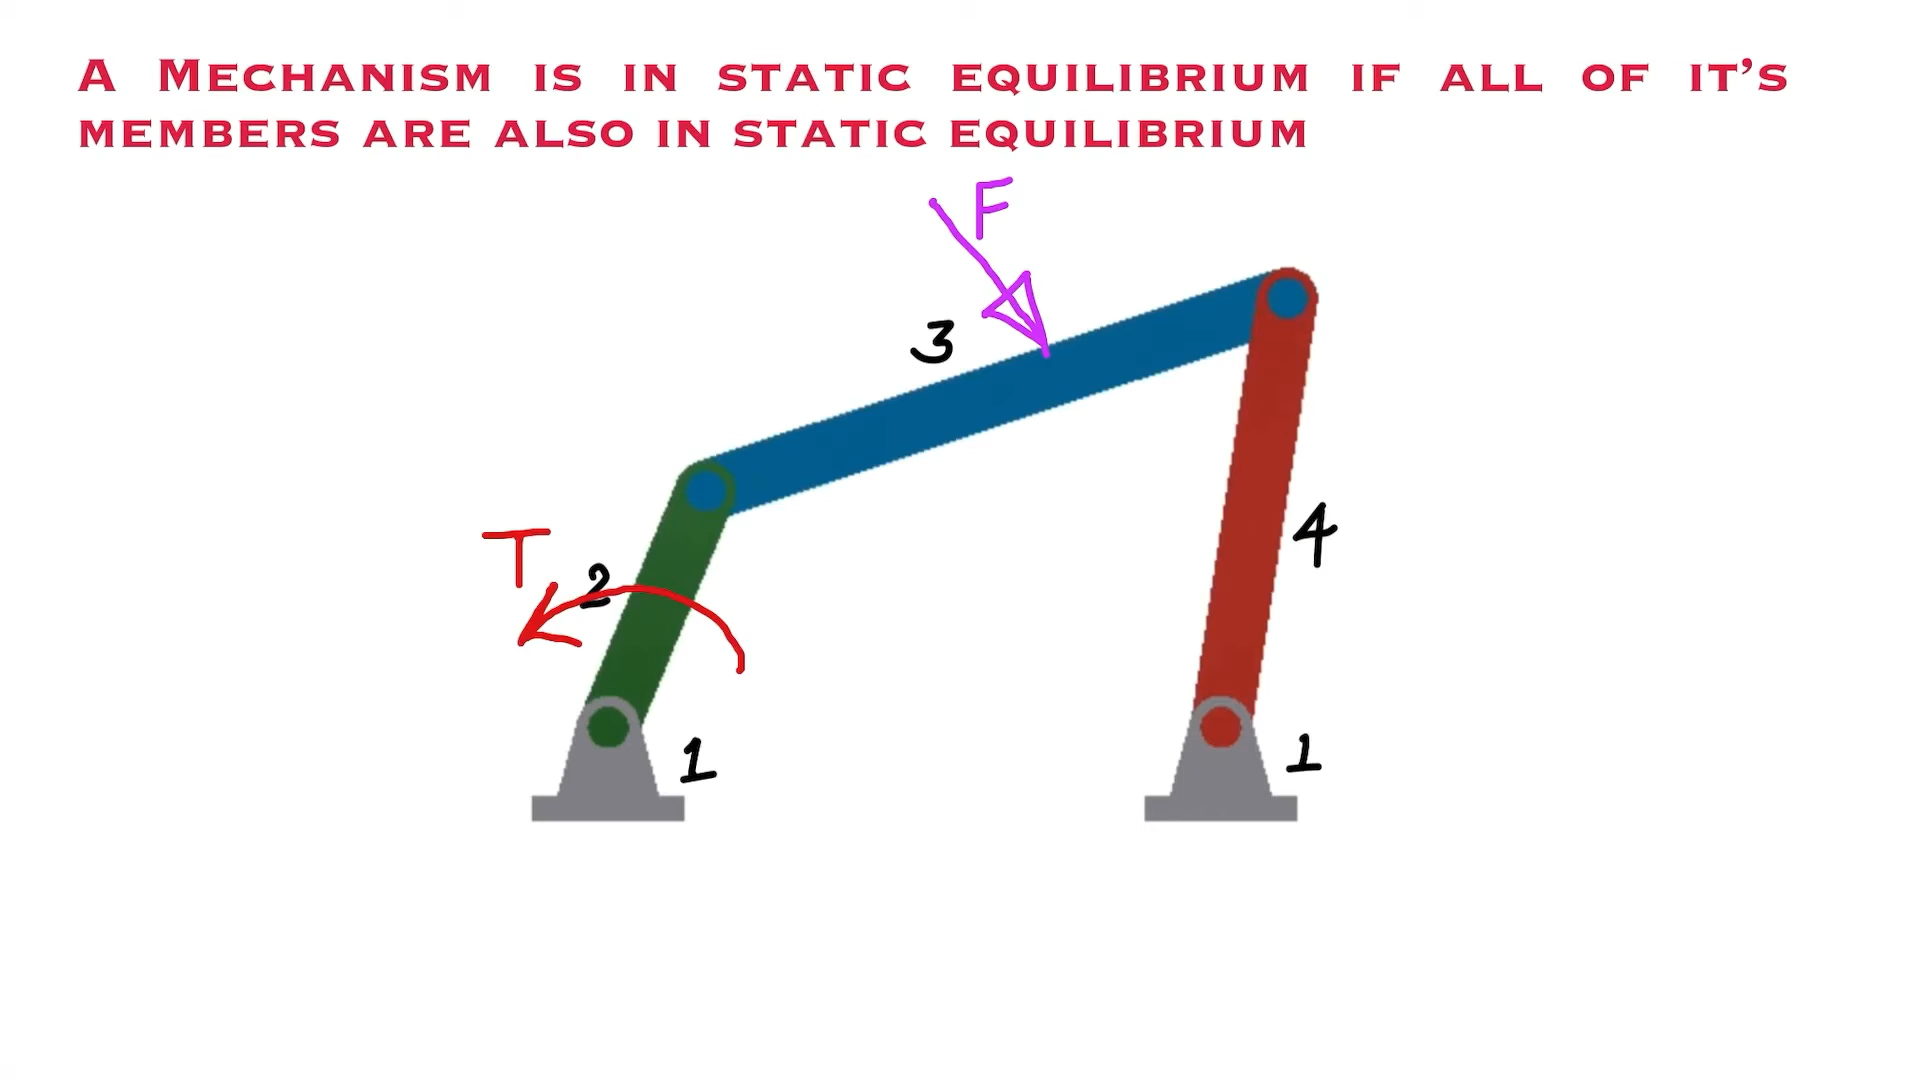 A MECHANISM IS IN STATIC EQUILIBRIUM IF ALL OF IT’S
MEMBERS ARE ALSO IN STATIC EQUILIBRIUM
F
3
4
T
2
1
1